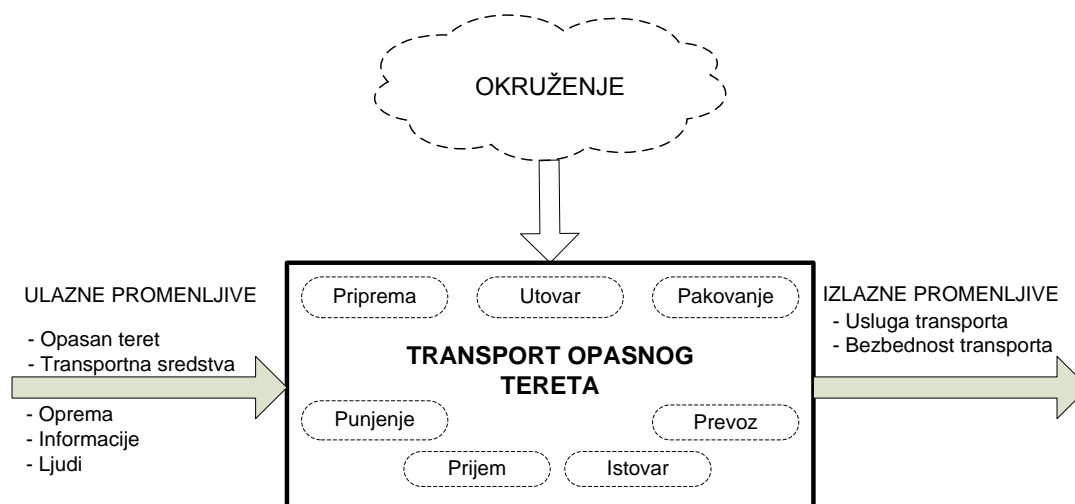 OKRUŽENJE
ULAZNE PROMENLJIVE
- Opasan teret
- Transportna sredstva
- Oprema
- Informacije
- Ljudi
Priprema
Utovar
Pakovanje
TRANSPORT OPASNOG
TERETA
Punjenje
Prevoz
Prijem
Istovar
IZLAZNE PROMENLJIVE
- Usluga transporta
- Bezbednost transporta